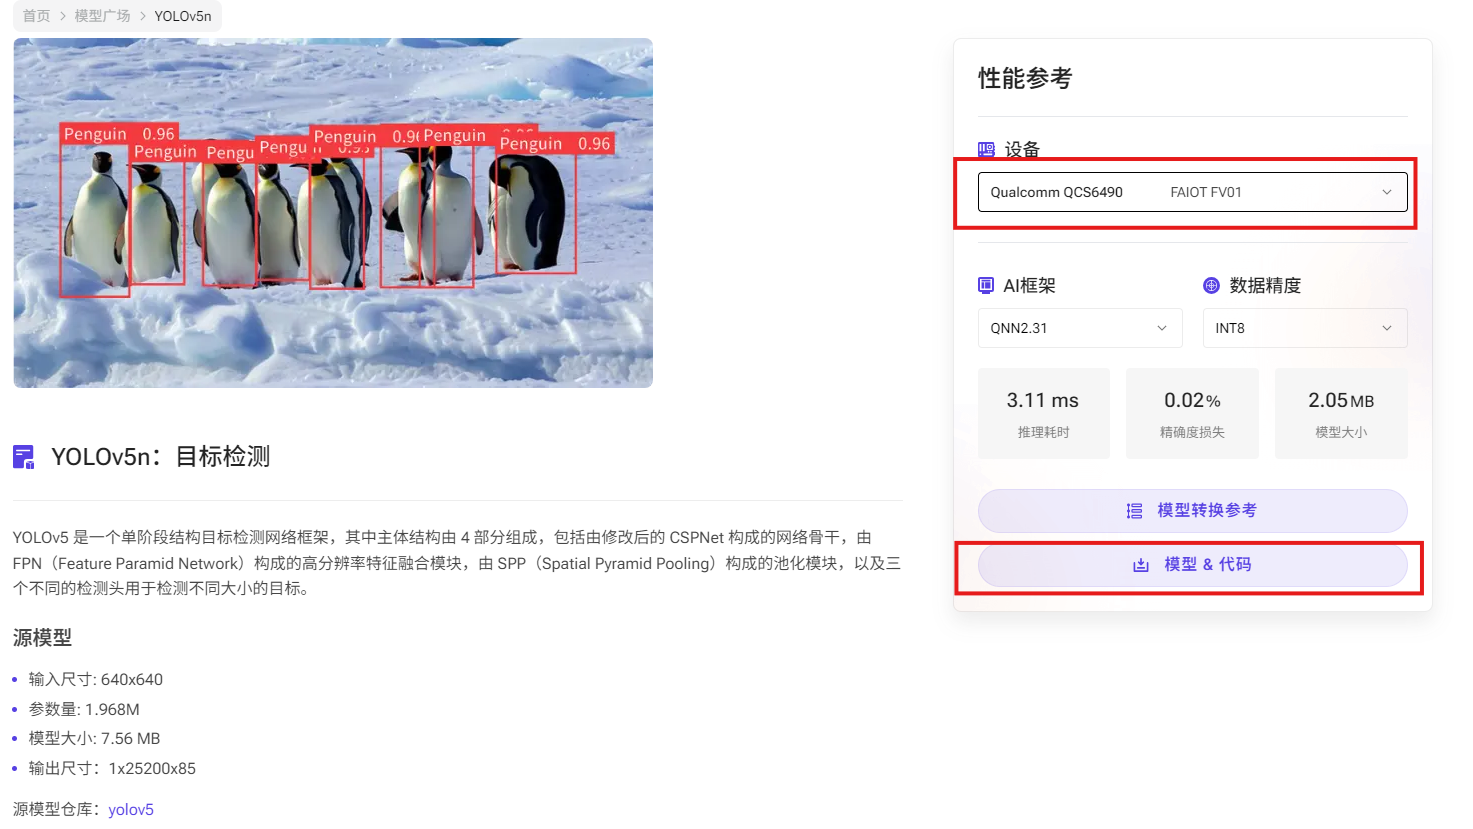 首页 > 模型广场 > YOLOv5n
Penguin 0.96
Penguin
Penguin 0.96
Penguin 0.96
YOLOv5n：目标检测
YOLOv5 是一个单阶段结构目标检测网络框架，其中主体结构由 4 部分组成，包括由修改后的 CSPNet 构成的网络骨干，由
FPN（Feature Paramid Network）构成的高分辨率特征融合模块，由 SPP（Spatial Pyramid Pooling）构成的池化模块，以及三
个不同的检测头用于检测不同大小的目标。
源模型
输入尺寸: 640x640
参数量: 1.968M
模型大小: 7.56 MB
输出尺寸：1x25200x85
源模型仓库：yolov5
性能参考
设备
Qualcomm QCS6490 FAIOT FV01
AI框架 数据精度
QNN2.31 INT8
3.11 ms 0.02% 2.05MB
推理耗时 精确度损失 模型大小
模型转换参考
模型 & 代码